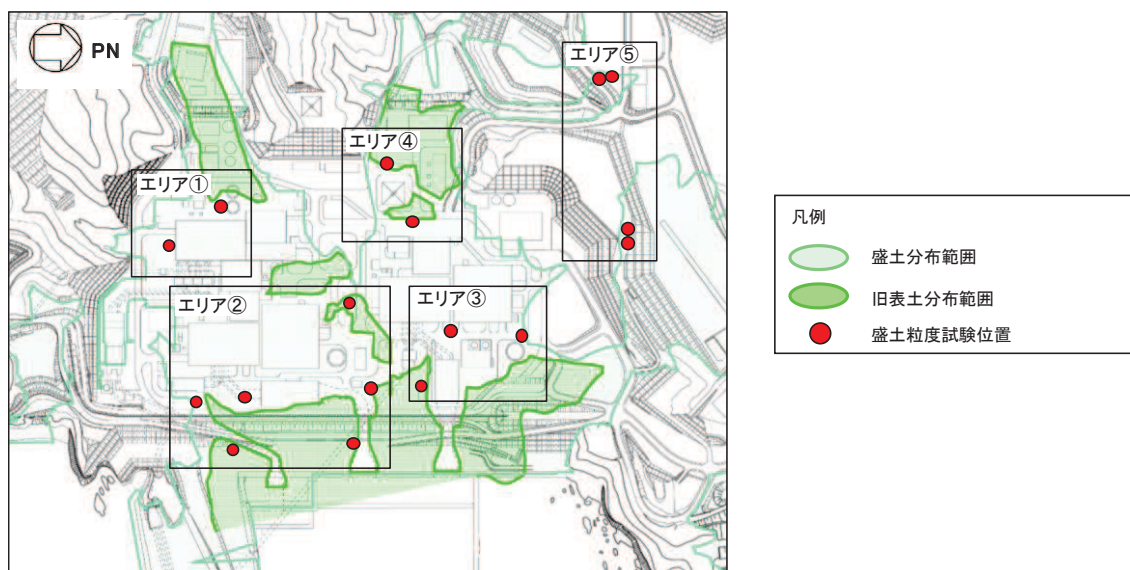 PN
エリア⑤
エリア④
エリア①
エリア②
エリア③
凡例
盛土分布範囲
旧表土分布範囲
盛土粒度試験位置